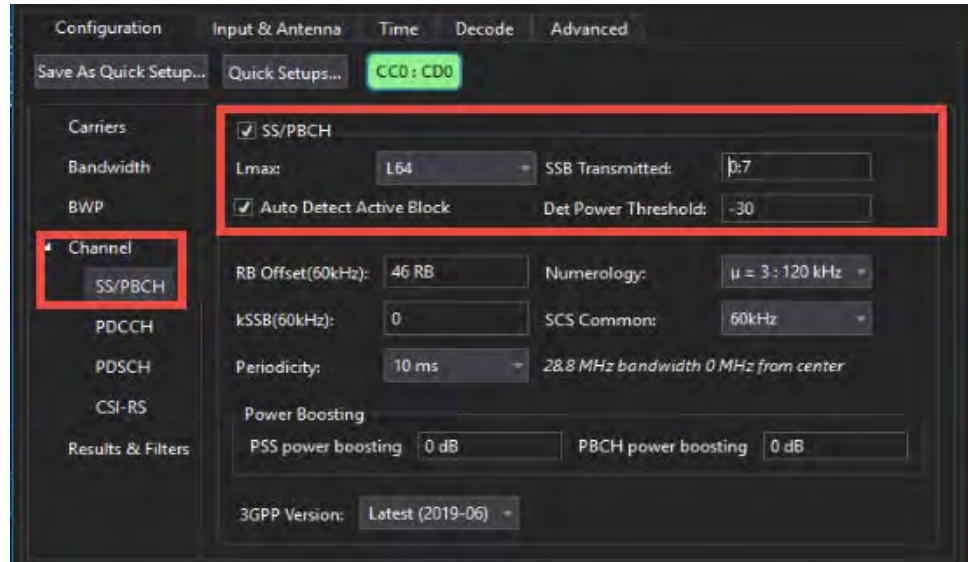 Configuration Input & Antenna Time Decode Advanced
Save As Quick Setup... Quick Setups... CC0 : CD0
Carriers
Bandwidth
BWP
Channel
SS/PBCH
PDCCH
PDSCH
CSI-RS
Results & Filters
SS/PBCH
Lmax: L64 SSB Transmitted: 0:7
Auto Detect Active Block Det Power Threshold: -30
RB Offset(60kHz): 46 RB Numerology: μ = 3 : 120 kHz
kSSB(60kHz): 0 SCS Common: 60kHz
Periodicity: 10 ms 28.8 MHz bandwidth 0 MHz from center
Power Boosting
PSS power boosting 0 dB PBCH power boosting 0 dB
3GPP Version: Latest (2019-06)